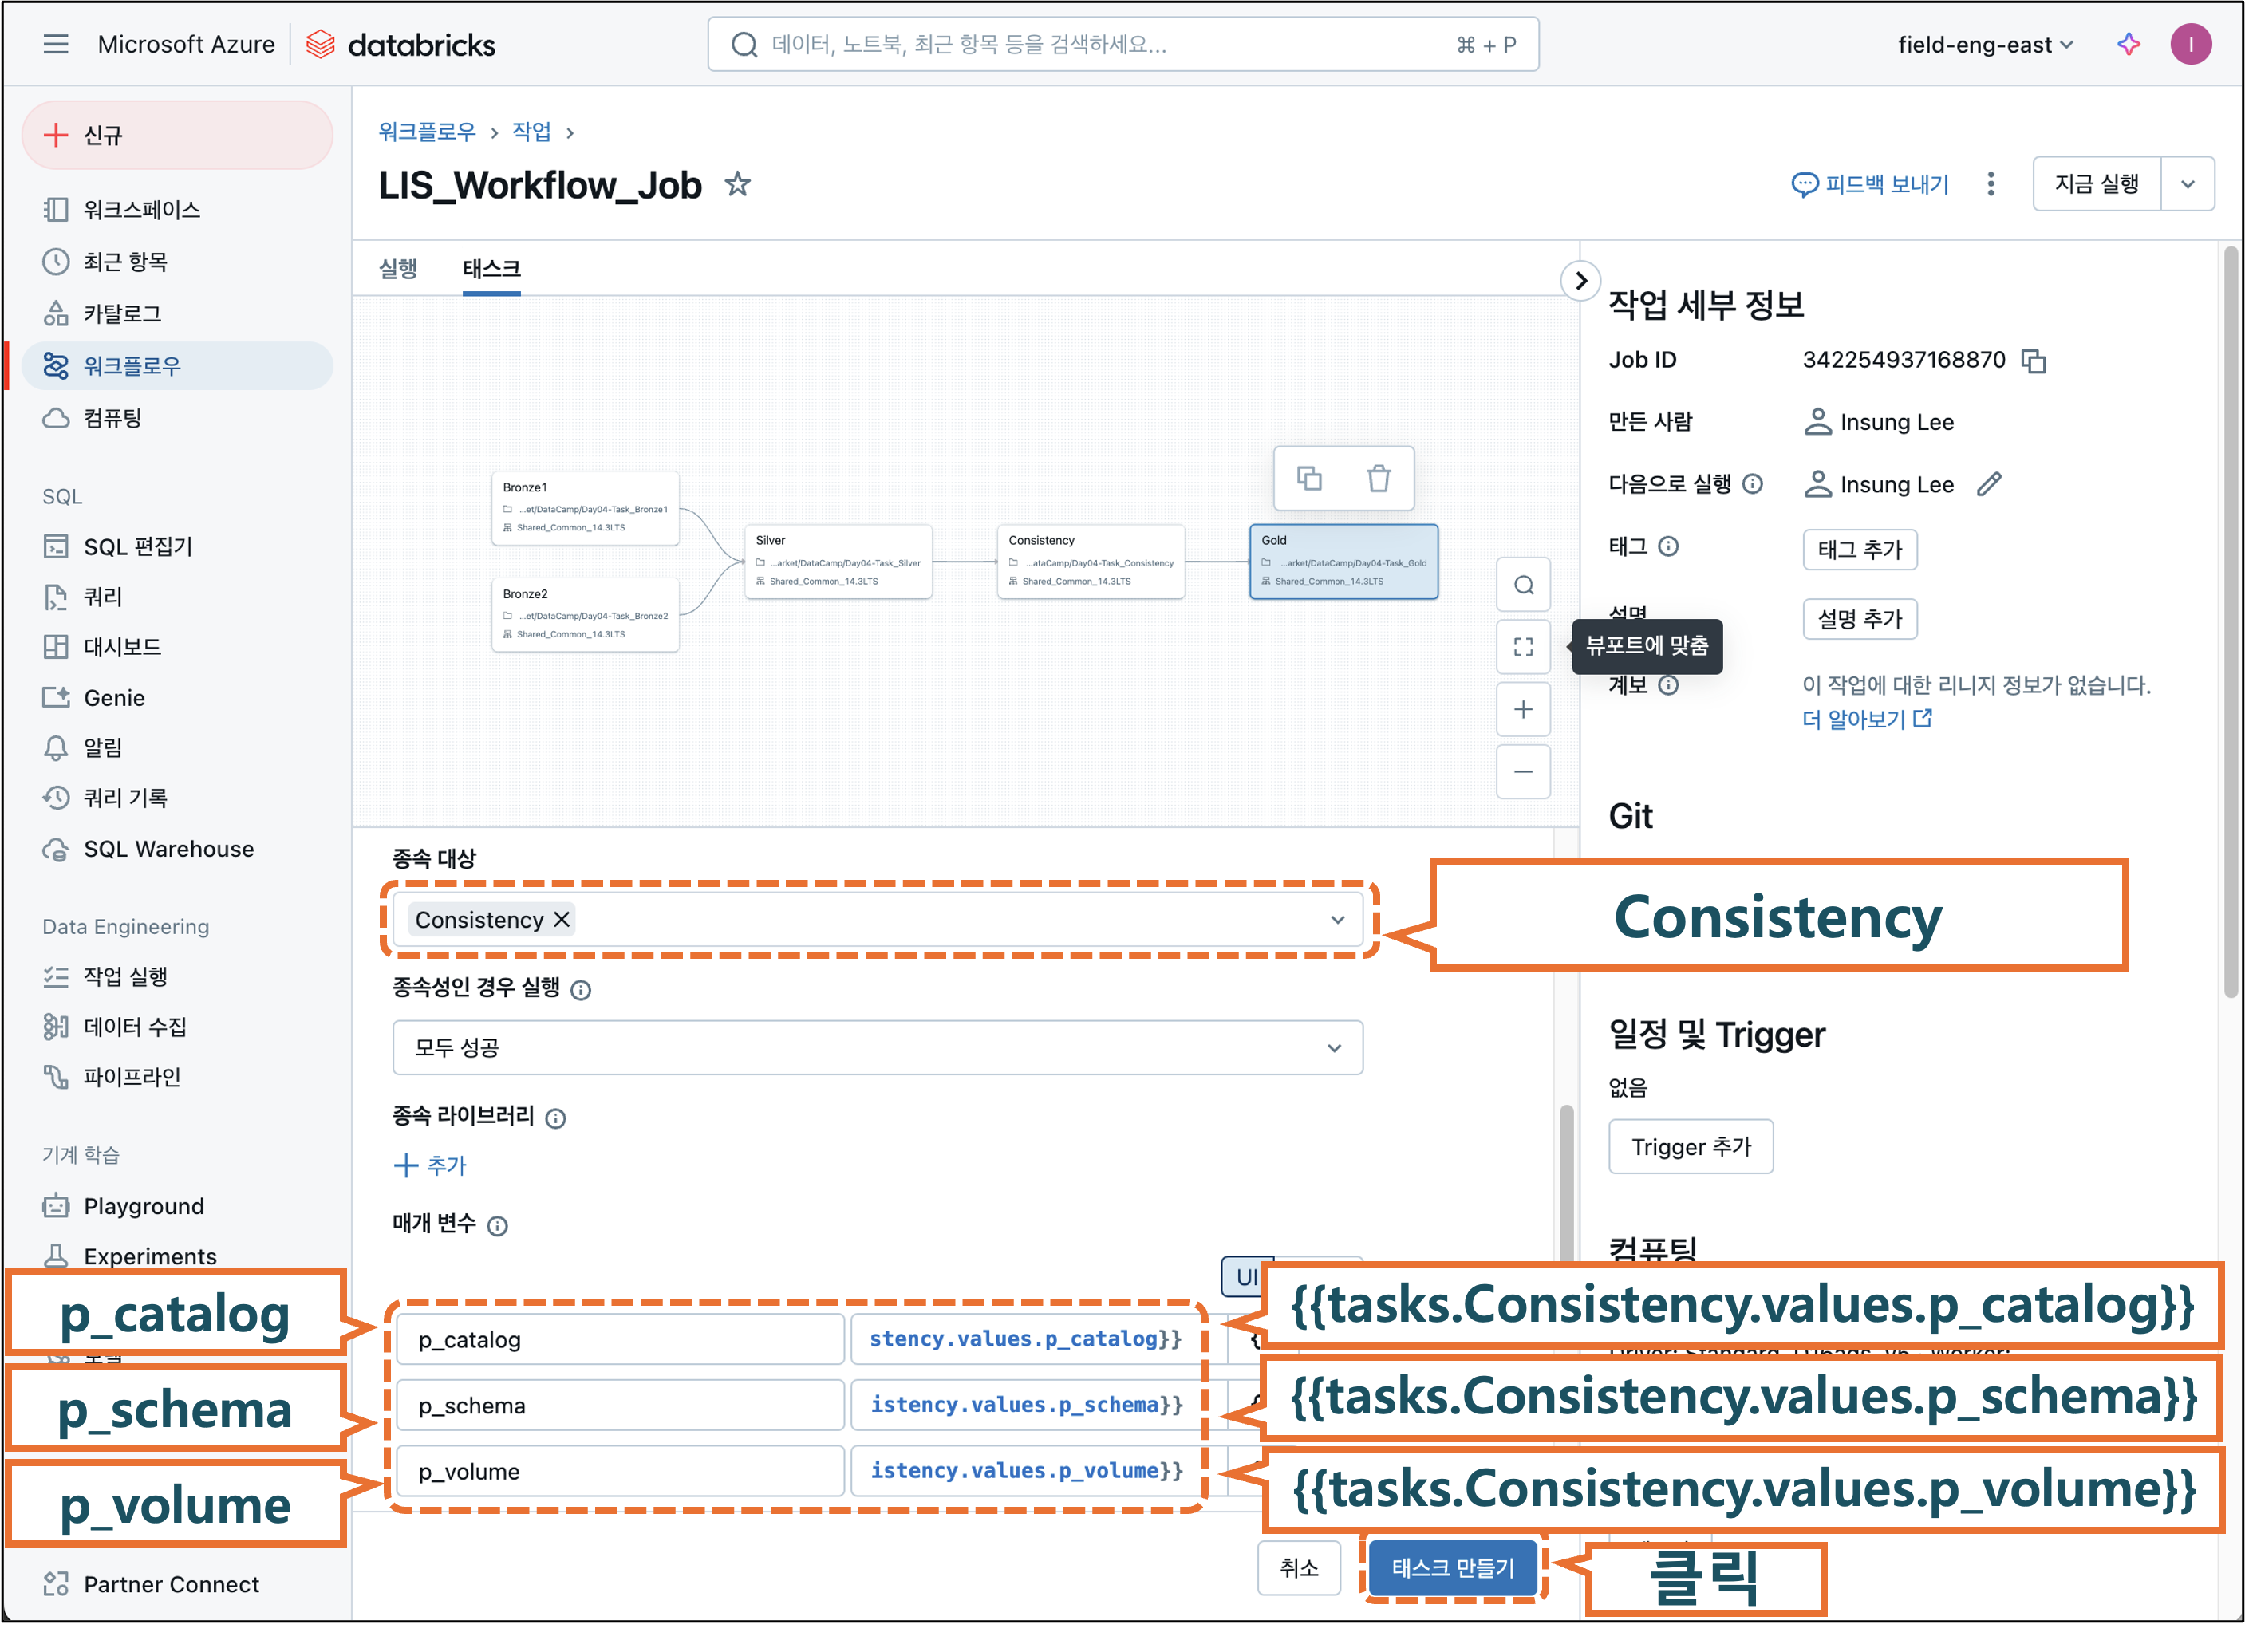 Microsoft Azure
databricks
데이터, 노트북, 최근 항목 등을 검색하세요...
⌘ + P
field-eng-east
I
신규
워크스페이스
최근 항목
카탈로그
워크플로우
컴퓨팅
SQL
SQL 편집기
쿼리
대시보드
Genie
알림
쿼리 기록
SQL Warehouse
Data Engineering
작업 실행
데이터 수집
파이프라인
기계 학습
Playground
Experiments
Partner Connect
워크플로우 › 작업 ›
LIS_Workflow_Job
피드백 보내기
지금 실행
실행
태스크
Bronze1
...et/DataCamp/Day04-Task_Bronze1
Shared_Common_14.3LTS
Bronze2
...et/DataCamp/Day04-Task_Bronze2
Shared_Common_14.3LTS
Silver
...arket/DataCamp/Day04-Task_Silver
Shared_Common_14.3LTS
Consistency
...ataCamp/Day04-Task_Consistency
Shared_Common_14.3LTS
Gold
...arket/DataCamp/Day04-Task_Gold
Shared_Common_14.3LTS
뷰포트에 맞춤
종속 대상
Consistency
Consistency
종속성인 경우 실행
모두 성공
종속 라이브러리
추가
매개 변수
UI
p_catalog
p_catalog
stency.values.p_catalog}}
{{tasks.Consistency.values.p_catalog}}
p_schema
p_schema
istency.values.p_schema}}
{{tasks.Consistency.values.p_schema}}
p_volume
p_volume
istency.values.p_volume}}
{{tasks.Consistency.values.p_volume}}
취소
태스크 만들기
클릭
작업 세부 정보
Job ID
342254937168870
만든 사람
Insung Lee
다음으로 실행
Insung Lee
태그
태그 추가
설명
설명 추가
계보
이 작업에 대한 리니지 정보가 없습니다.
더 알아보기
Git
일정 및 Trigger
없음
Trigger 추가
컴퓨팅